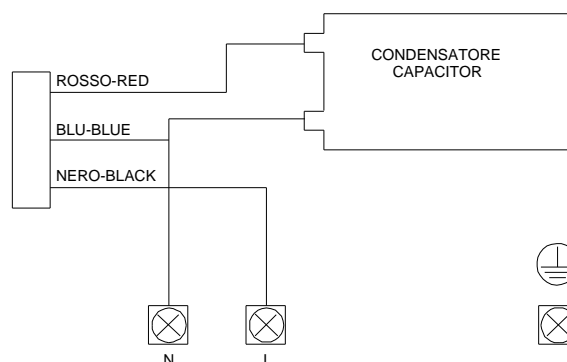 CONDENSATORE
CAPACITOR
ROSSO-RED
BLU-BLUE
NERO-BLACK
N L